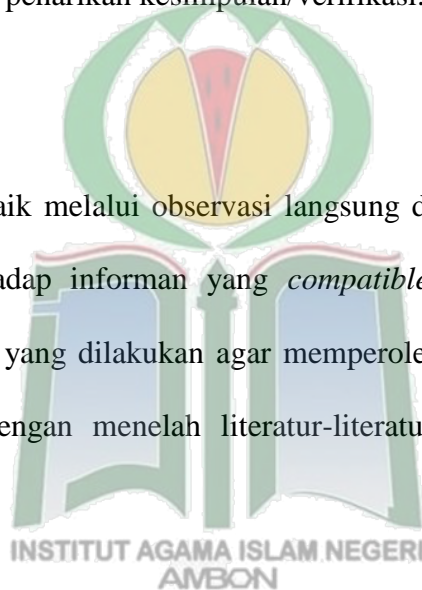 penarikan kesimpulan/verifikasi.
aik melalui observasi langsung d
adap informan yang compatible
yang dilakukan agar memperole
engan menelah literatur-literatu
INSTITUT AGAMA ISLAM NEGERI
AMBON